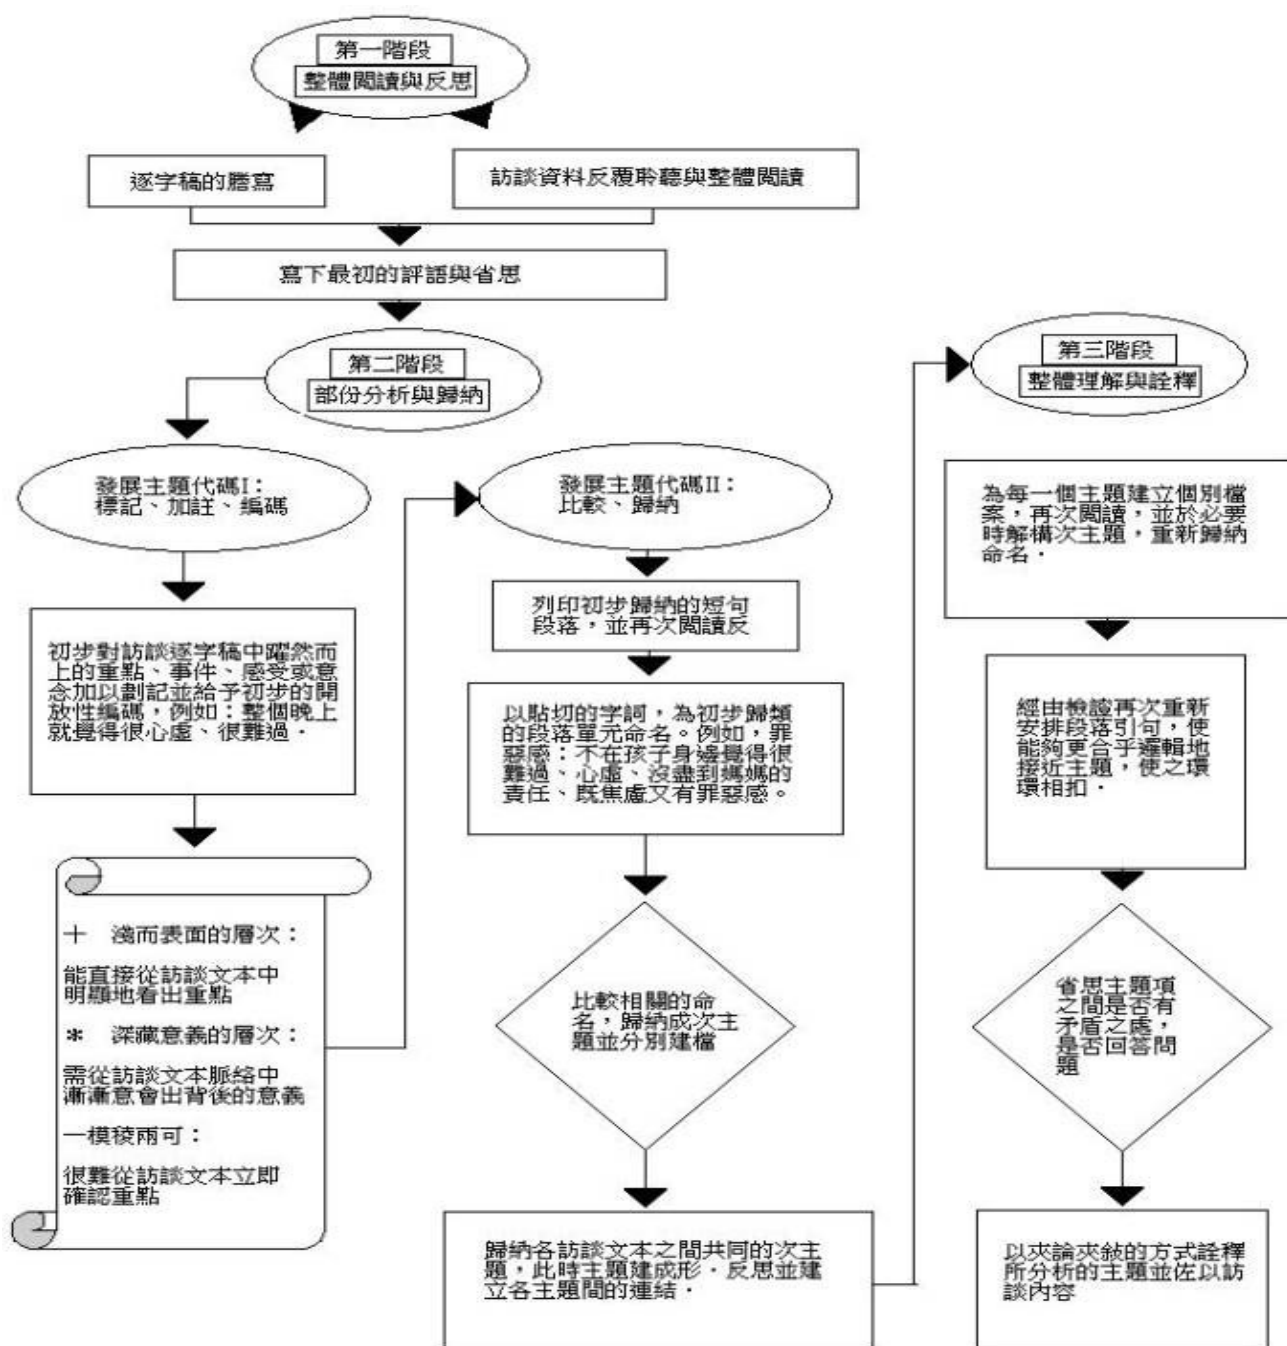 第一階段
整體閱讀與反思
逐字稿的謄寫
訪談資料反覆聆聽與整體閱讀
寫下最初的評語與省思
第二階段
部份分析與歸納
發展主題代碼I：
標記、加註、編碼
初步對訪談逐字稿中躍然而
上的重點、事件、感受或意
念加以劃記並給予初步的開
放性編碼，例如：整個晚上
就覺得很心虛、很難過．
＋　淺而表面的層次：
能直接從訪談文本中
明顯地看出重點
＊　深藏意義的層次：
需從訪談文本脈絡中
漸漸意會出背後的意義
－模稜兩可：
很難從訪談文本立即
確認重點
發展主題代碼II：
比較、歸納
列印初步歸納的短句
段落，並再次閱讀反
以貼切的字詞，為初步歸類
的段落單元命名。例如，罪
惡感：不在孩子身邊覺得很
難過、心虛、沒盡到媽媽的
責任、既焦慮又有罪惡感。
比較相關的命
名，歸納成次主
題並分別建檔
歸納各訪談文本之間共同的次主
題，此時主題建成形．反思並建
立各主題間的連結．
第三階段
整體理解與詮釋
為每一個主題建立個別檔
案，再次閱讀，並於必要
時解構次主題，重新歸納
命名．
經由檢證再次重新
安排段落引句，使
能夠更合乎邏輯地
接近主題，使之環
環相扣．
省思主題項
之間是否有
矛盾之處，
是否回答問
題
以夾論夾敍的方式詮釋
所分析的主題並佐以訪
談內容